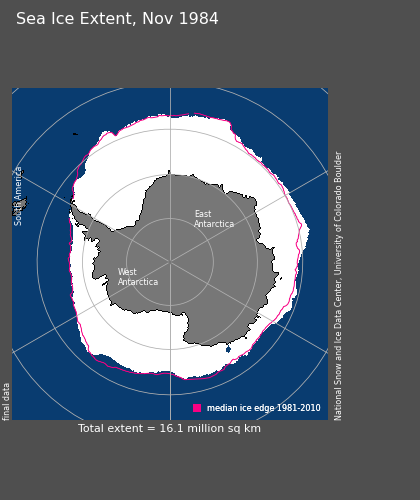 Sea Ice Extent, Nov 1984
South America
East
Antarctica
West
Antarctica
National Snow and Ice Data Center, University of Colorado Boulder
final data
median ice edge 1981-2010
Total extent = 16.1 million sq km